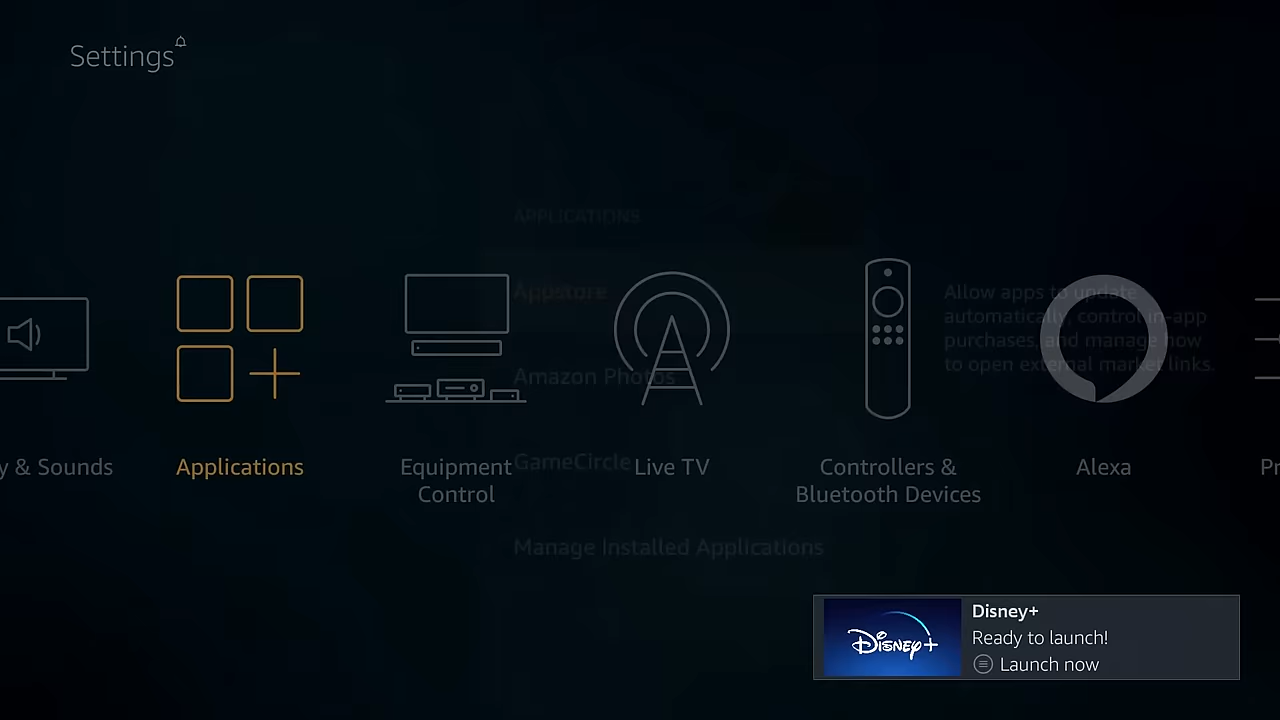 Settings
APPLICATIONS
Appstore
Allow apps to update
automatically, control in-app
purchases, and manage how
to open external market links.
Amazon Photos
y & Sounds
Applications
Equipment
Control
GameCircle
Live TV
Controllers &
Bluetooth Devices
Alexa
Pr
Manage Installed Applications
Disney+
Disney+
Ready to launch!
Launch now